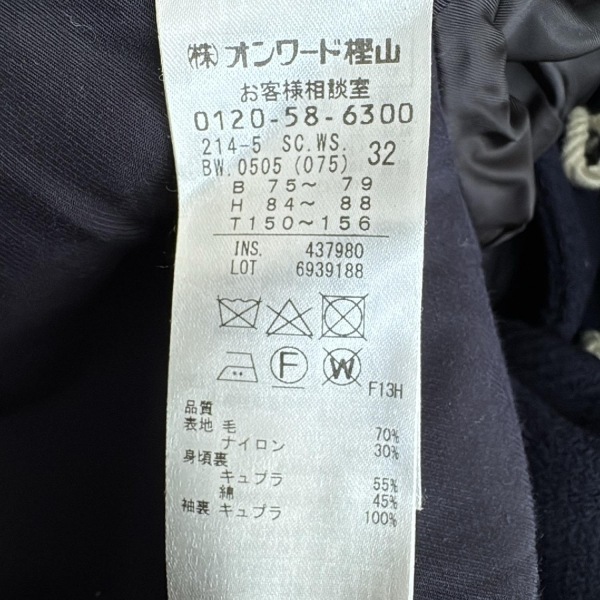 (株) オンワード樫山
お客様相談室
0120-58-6300
214-5 SC.WS.
BW.0505 (075) 32
B 75〜 79
H 84〜 88
T150〜156
INS. 437980
LOT 6939188
F W F13H
品質
表地 毛 70%
ナイロン 30%
身頃裏
キュプラ 55%
綿 45%
袖裏 キュプラ 100%